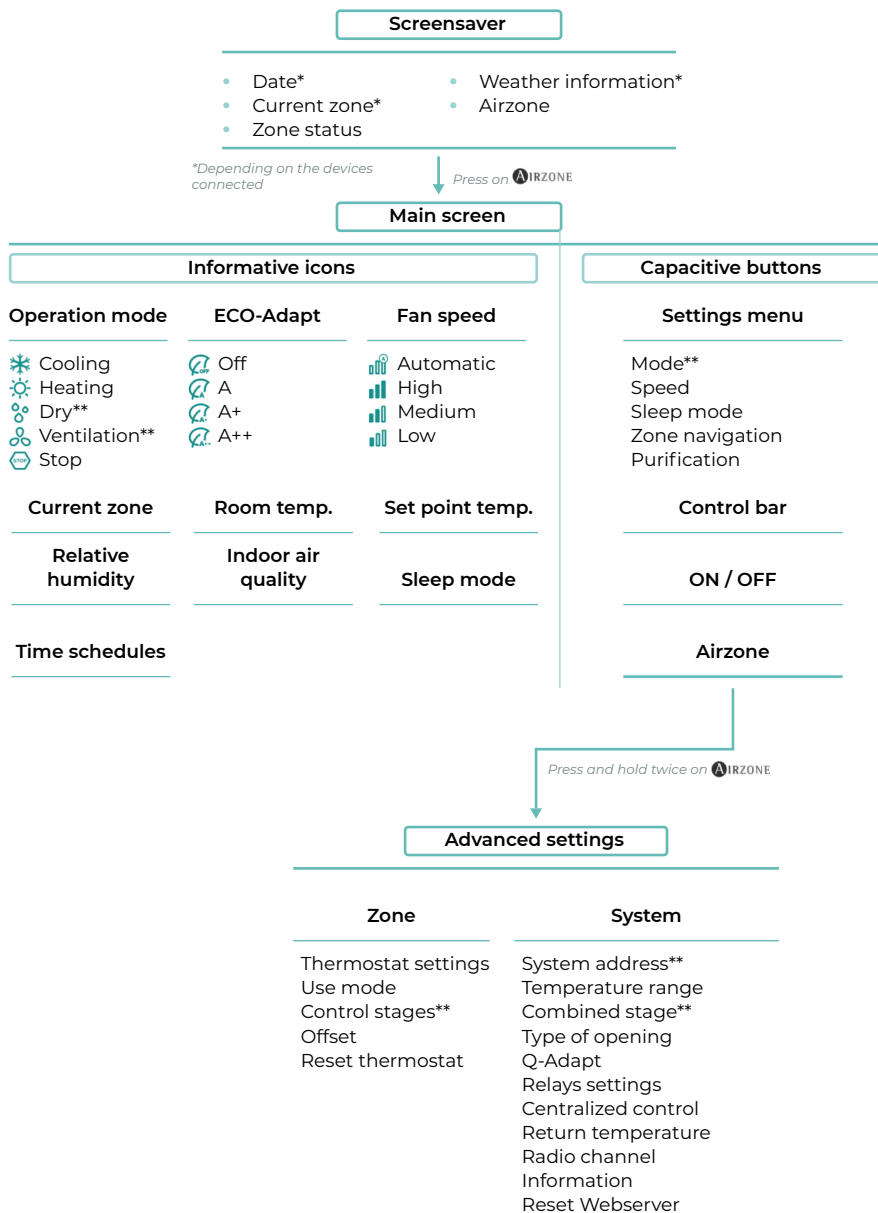 Screensaver
Date*
Current zone*
Zone status
Weather information*
Airzone
*Depending on the devices
connected
Press on AIRZONE
Main screen
Informative icons
Capacitive buttons
Operation mode
Cooling
Heating
Dry**
Ventilation**
STOP Stop
ECO-Adapt
OFF Off
A A
A+ A+
A++ A++
Fan speed
A Automatic
High
Medium
Low
Settings menu
Mode**
Speed
Sleep mode
Zone navigation
Purification
Current zone
Room temp.
Set point temp.
Control bar
Relative
humidity
Indoor air
quality
Sleep mode
ON / OFF
Time schedules
Airzone
Press and hold twice on AIRZONE
Advanced settings
Zone
Thermostat settings
Use mode
Control stages**
Offset
Reset thermostat
System
System address**
Temperature range
Combined stage**
Type of opening
Q-Adapt
Relays settings
Centralized control
Return temperature
Radio channel
Information
Reset Webserver